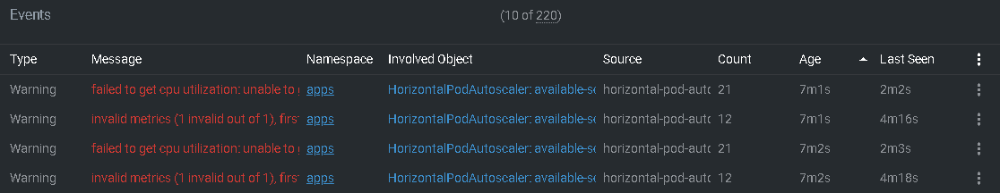 Events (10 of 220)
Type Message Namespace Involved Object Source Count Age Last Seen
Warning failed to get cpu utilization: unable to apps HorizontalPodAutoscaler: available-se horizontal-pod-auto 21 7m1s 2m2s
Warning invalid metrics (1 invalid out of 1), first apps HorizontalPodAutoscaler: available-se horizontal-pod-auto 12 7m1s 4m16s
Warning failed to get cpu utilization: unable to apps HorizontalPodAutoscaler: available-se horizontal-pod-auto 21 7m2s 2m3s
Warning invalid metrics (1 invalid out of 1), first apps HorizontalPodAutoscaler: available-se horizontal-pod-auto 12 7m2s 4m18s